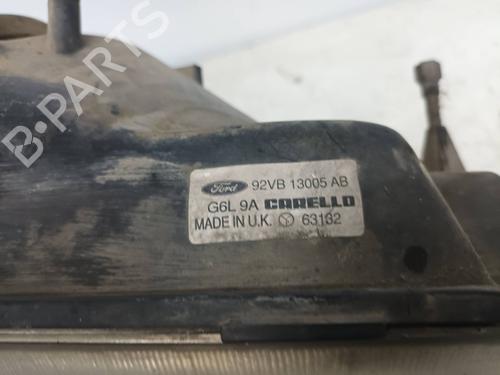 B-PARTS
Ford 92VB 13005 AB
G6L 9A CARELLO
MADE IN U.K. 63132